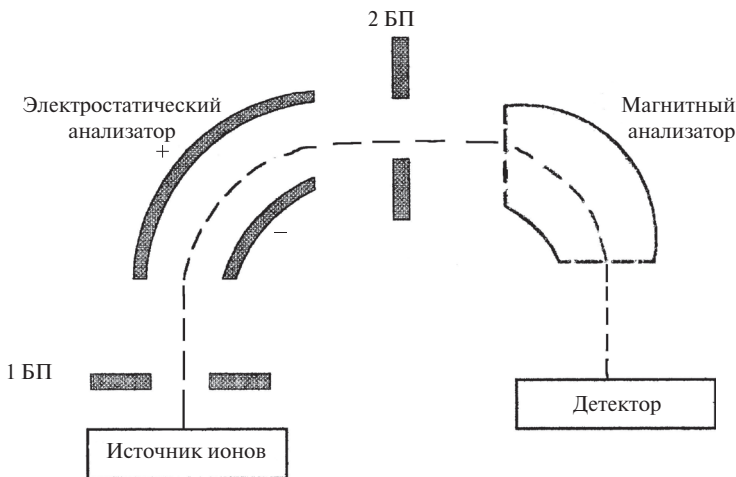 2 БП
Электростатический
анализатор
+
Магнитный
анализатор
–
1 БП
Источник ионов
Детектор